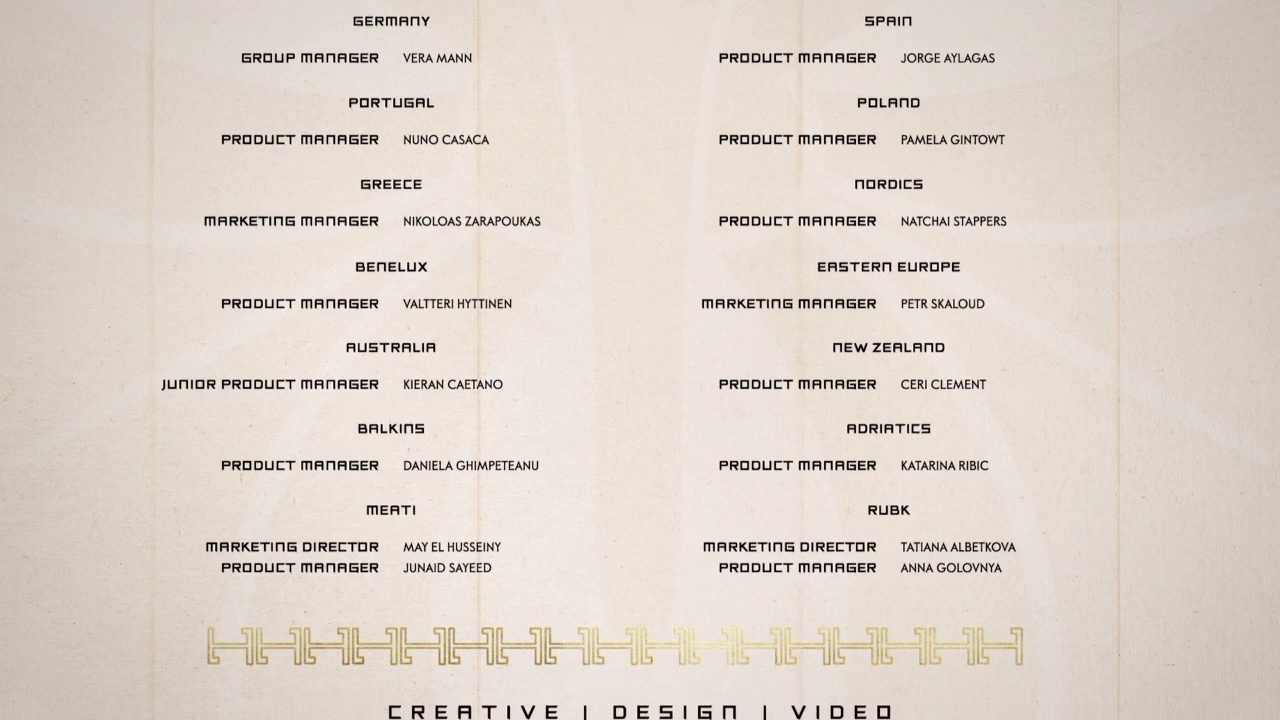 GERMANY
GROUP MANAGER VERA MANN
PORTUGAL
PRODUCT MANAGER NUNO CASACA
GREECE
MARKETING MANAGER NIKOLOAS ZARAPOUKAS
BENELUX
PRODUCT MANAGER VALTTERI HYTTINEN
AUSTRALIA
JUNIOR PRODUCT MANAGER KIERAN CAETANO
BALKINS
PRODUCT MANAGER DANIELA GHIMPETEANU
MEATI
MARKETING DIRECTOR MAY EL HUSSEINY
PRODUCT MANAGER JUNAID SAYEED
SPAIN
PRODUCT MANAGER JORGE AYLAGAS
POLAND
PRODUCT MANAGER PAMELA GINTOWT
NORDICS
PRODUCT MANAGER NATCHAI STAPPERS
EASTERN EUROPE
MARKETING MANAGER PETR SKALOUD
NEW ZEALAND
PRODUCT MANAGER CERI CLEMENT
ADRIATICS
PRODUCT MANAGER KATARINA RIBIC
RUBK
MARKETING DIRECTOR TATIANA ALBETKOVA
PRODUCT MANAGER ANNA GOLOVNYA
CREATIVE | DESIGN | VIDEO